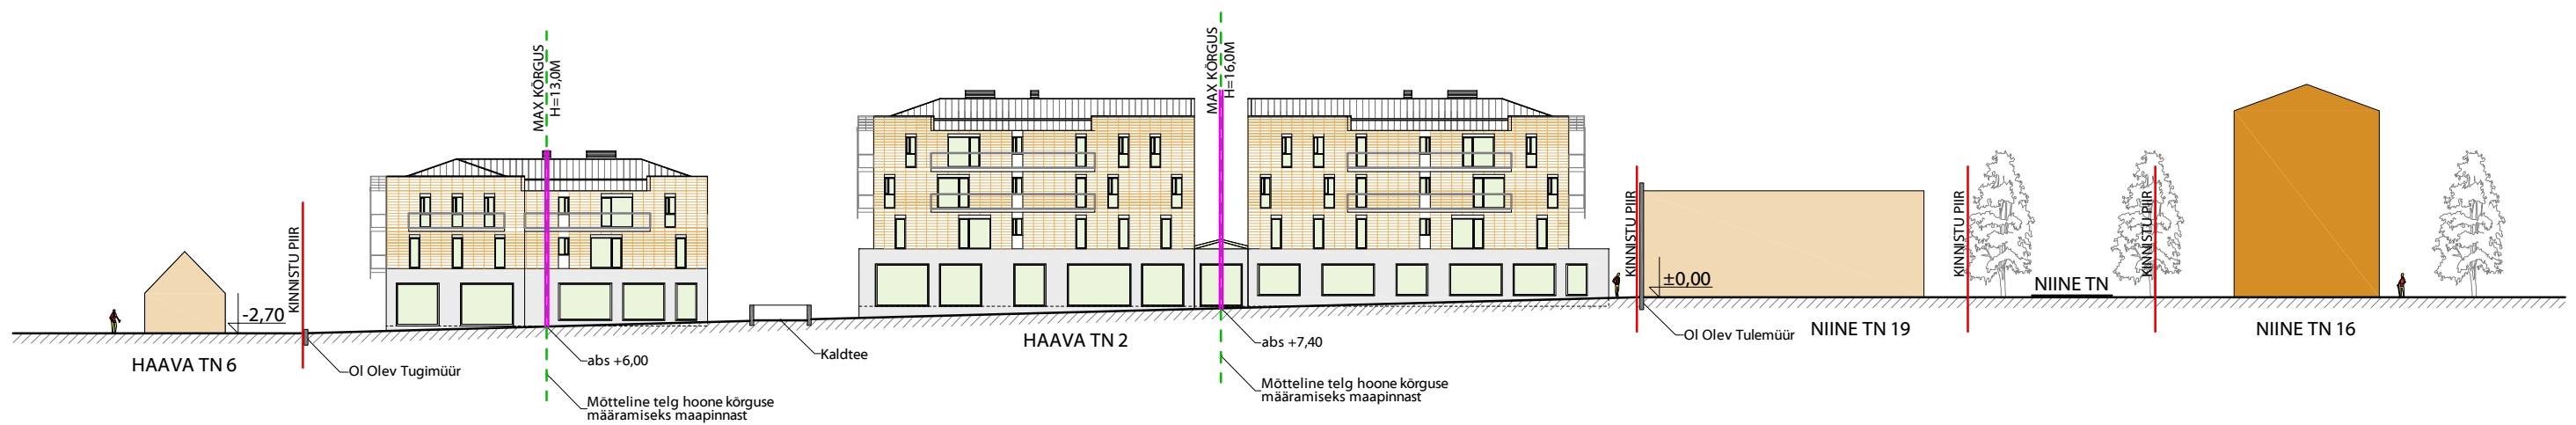 MAX KÕRGUS
H=13,0M
MAX KÕRGUS
H=16,0M
KINNISTU PIIR
-2,70
KINNISTU PIIR
±0,00
KINNISTU PIIR
KINNISTU PIIR
NIINE TN
HAAVA TN 6
Ol Olev Tugimüür
abs +6,00
Mõtteline telg hoone kõrguse
määramiseks maapinnast
Kaldtee
HAAVA TN 2
abs +7,40
Mõtteline telg hoone kõrguse
määramiseks maapinnast
Ol Olev Tulemüür
NIINE TN 19
NIINE TN 16